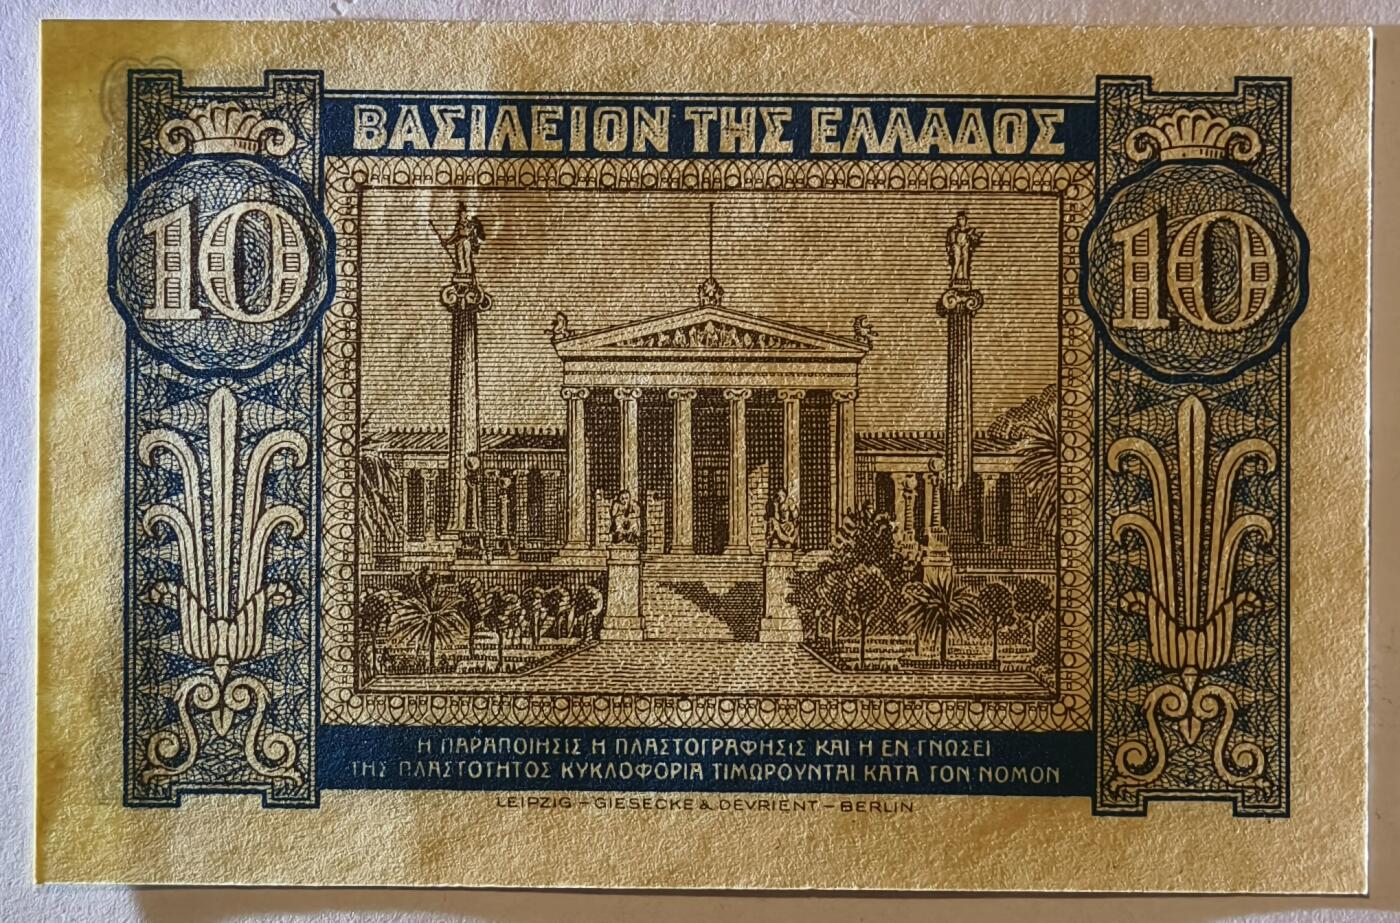 ΒΑΣΙΛΕΙΟΝ ΤΗΣ ΕΛΛΑΔΟΣ
10 10
Η ΠΑΡΑΠΟΙΗΣΙΣ Η ΠΛΑΣΤΟΓΡΑΦΗΣΙΣ ΚΑΙ Η ΕΝ ΓΝΩΣΕΙ
ΤΗΣ ΠΛΑΣΤΟΤΗΤΟΣ ΚΥΚΛΟΦΟΡΙΑ ΤΙΜΩΡΟΥΝΤΑΙ ΚΑΤΑ ΤΟΝ ΝΟΜΟΝ
LEIPZIG – GIESECKE & DEVRIENT – BERLIN